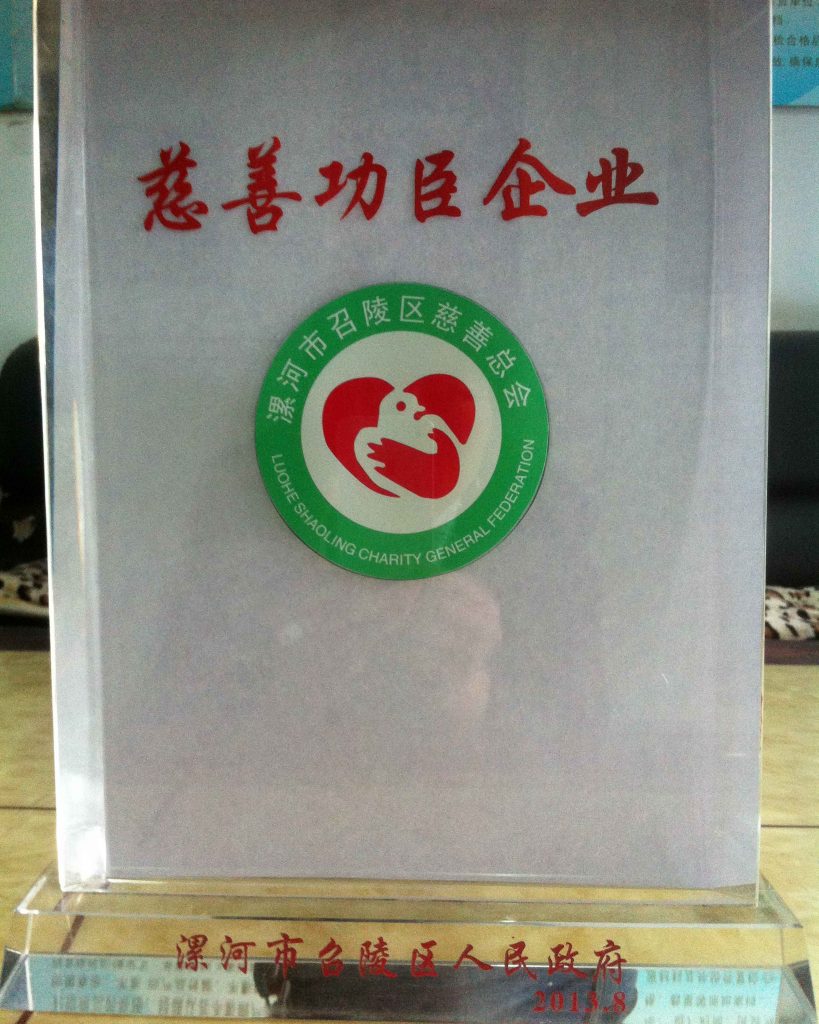 慈善功臣企业
漯河市召陵区慈善总会
LUOHE SHAOLING CHARITY GENERAL FEDERATION
漯河市召陵区人民政府
2013.8